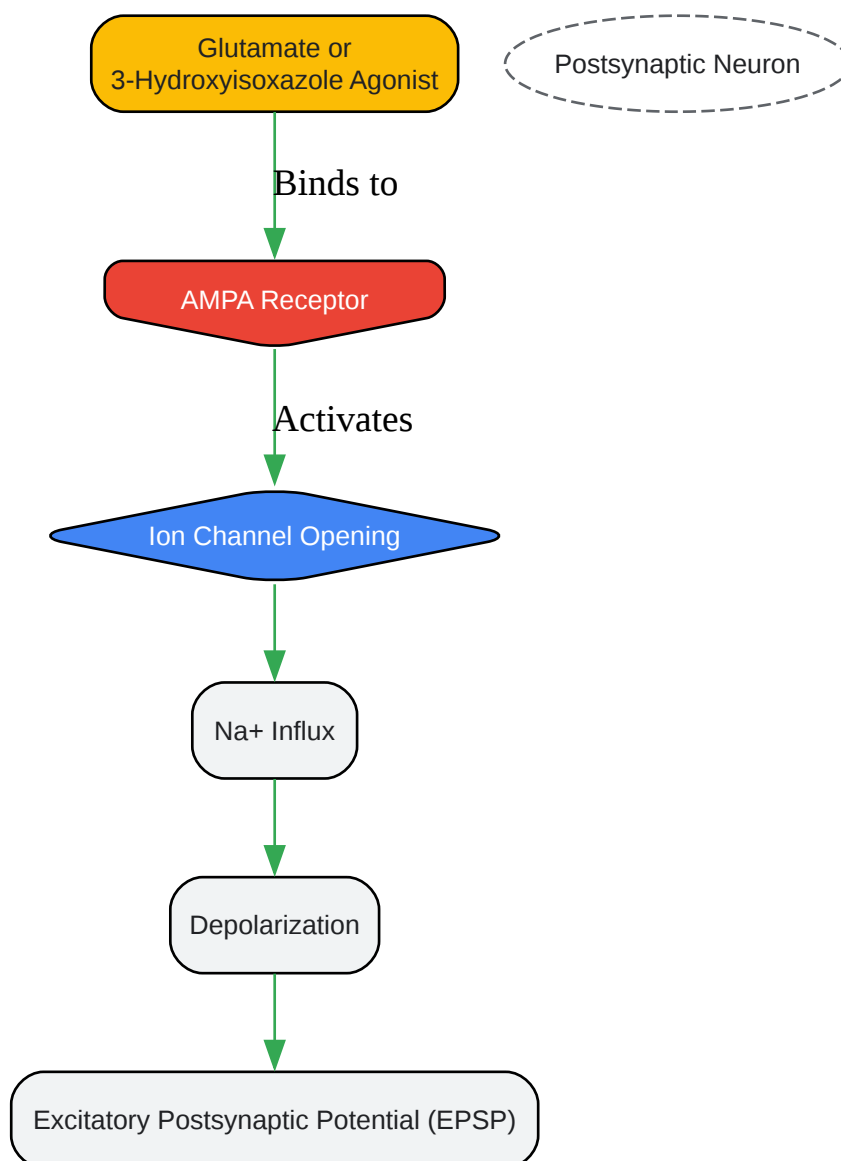 Glutamate or
3-Hydroxyisoxazole Agonist
Postsynaptic Neuron
Binds to
AMPA Receptor
Activates
Ion Channel Opening
Na+ Influx
Depolarization
Excitatory Postsynaptic Potential (EPSP)